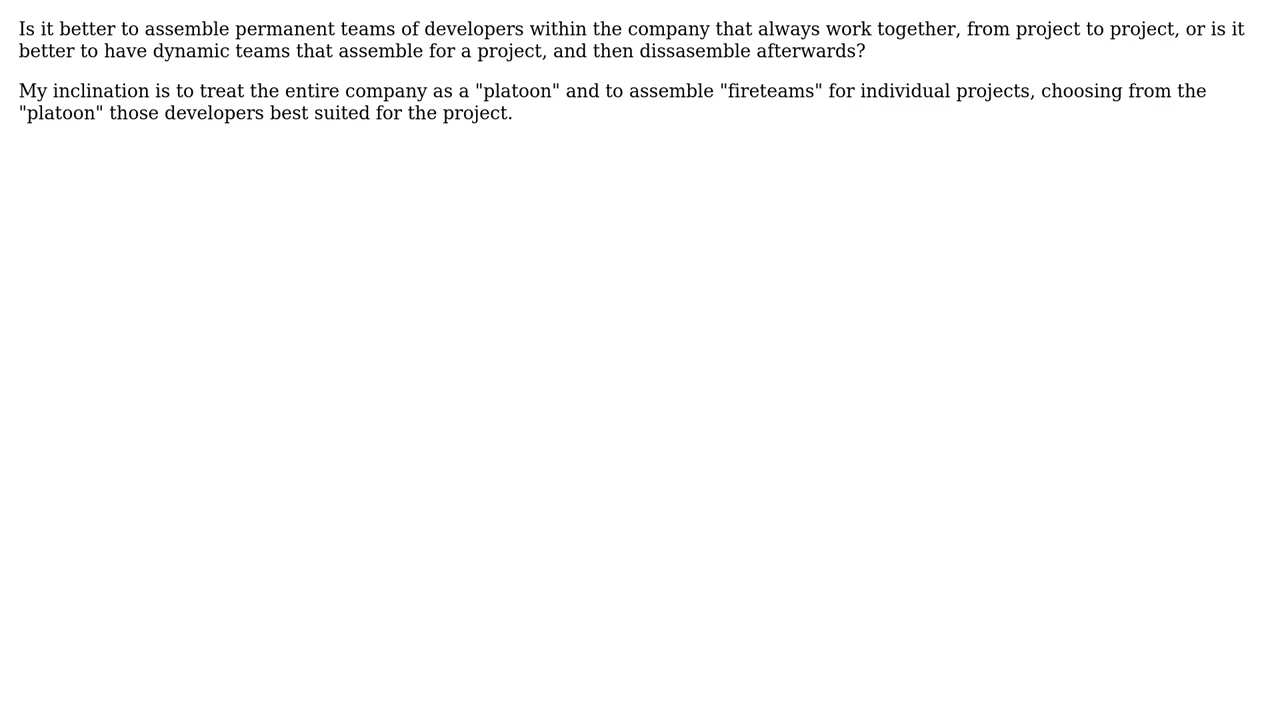 Is it better to assemble permanent teams of developers within the company that always work together, from project to project, or is it
better to have dynamic teams that assemble for a project, and then dissasemble afterwards?
My inclination is to treat the entire company as a "platoon" and to assemble "fireteams" for individual projects, choosing from the
"platoon" those developers best suited for the project.